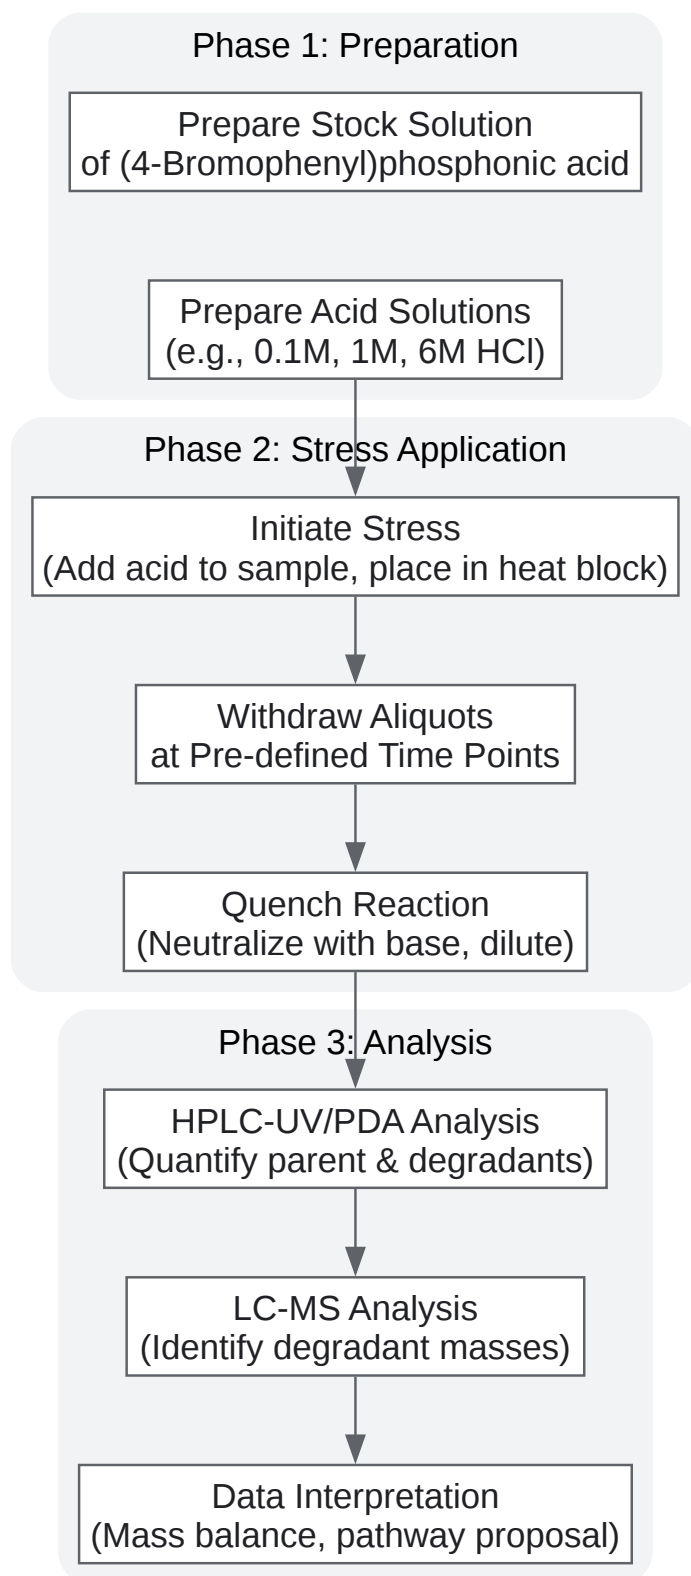 Phase 1: Preparation
Prepare Stock Solution
of (4-Bromophenyl)phosphonic acid
Prepare Acid Solutions
(e.g., 0.1M, 1M, 6M HCl)
Phase 2: Stress Application
Initiate Stress
(Add acid to sample, place in heat block)
Withdraw Aliquots
at Pre-defined Time Points
Quench Reaction
(Neutralize with base, dilute)
Phase 3: Analysis
HPLC-UV/PDA Analysis
(Quantify parent & degradants)
LC-MS Analysis
(Identify degradant masses)
Data Interpretation
(Mass balance, pathway proposal)